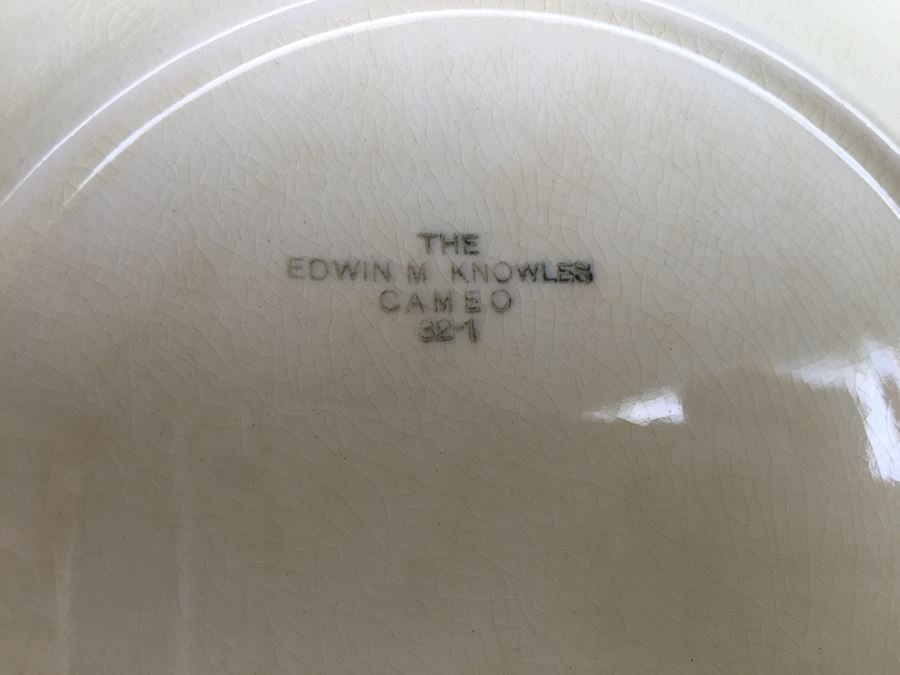 THE
EDWIN M KNOWLES
CAMEO
32-1